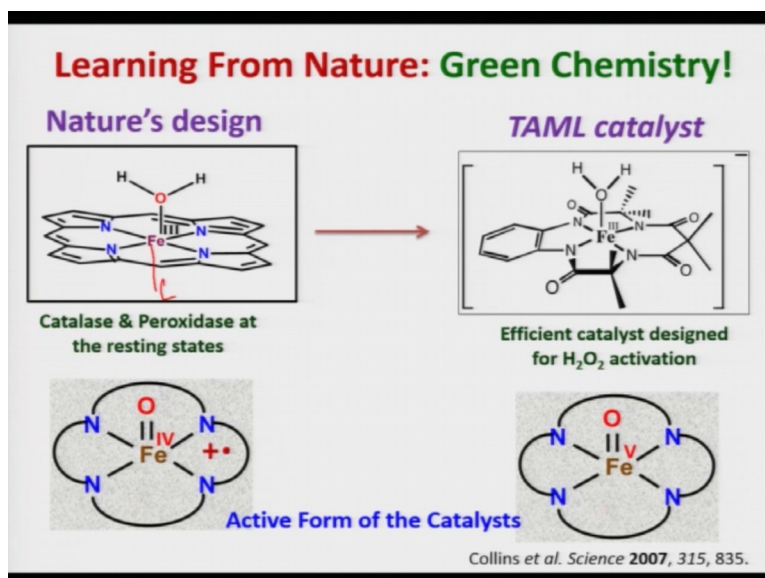 Learning From Nature: Green Chemistry!
Nature's design
TAML catalyst
H H
O
III
N N
Fe
N N
Catalase & Peroxidase at
the resting states
H H
O
O
N III N O
Fe
N N
O O
−
Efficient catalyst designed
for H₂O₂ activation
O
N IV N
Fe +•
N N
O
N V N
Fe
N N
Active Form of the Catalysts
Collins et al. Science 2007, 315, 835.